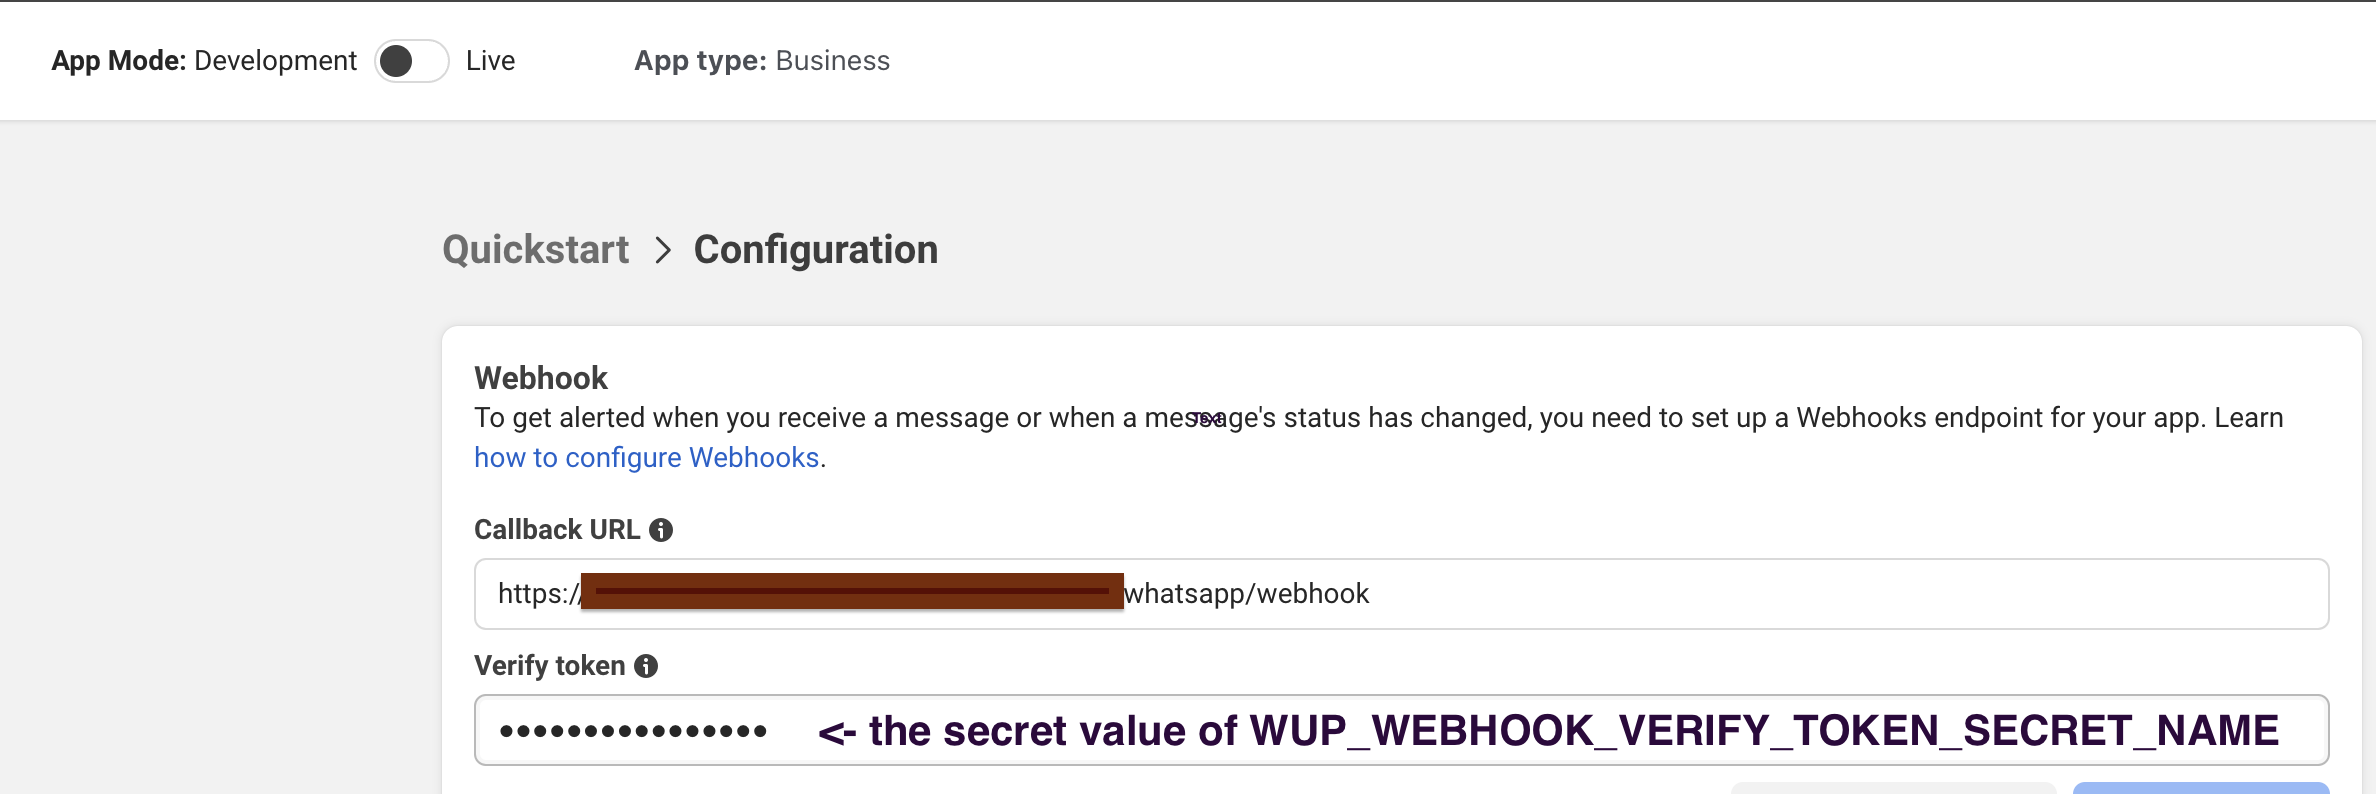 App Mode: Development Live App type: Business
Quickstart > Configuration
Webhook
To get alerted when you receive a message or when a message's status has changed, you need to set up a Webhooks endpoint for your app. Learn
how to configure Webhooks.
Text
Callback URL
https:/ whatsapp/webhook
Verify token
•••••••••••••••• <- the secret value of WUP_WEBHOOK_VERIFY_TOKEN_SECRET_NAME